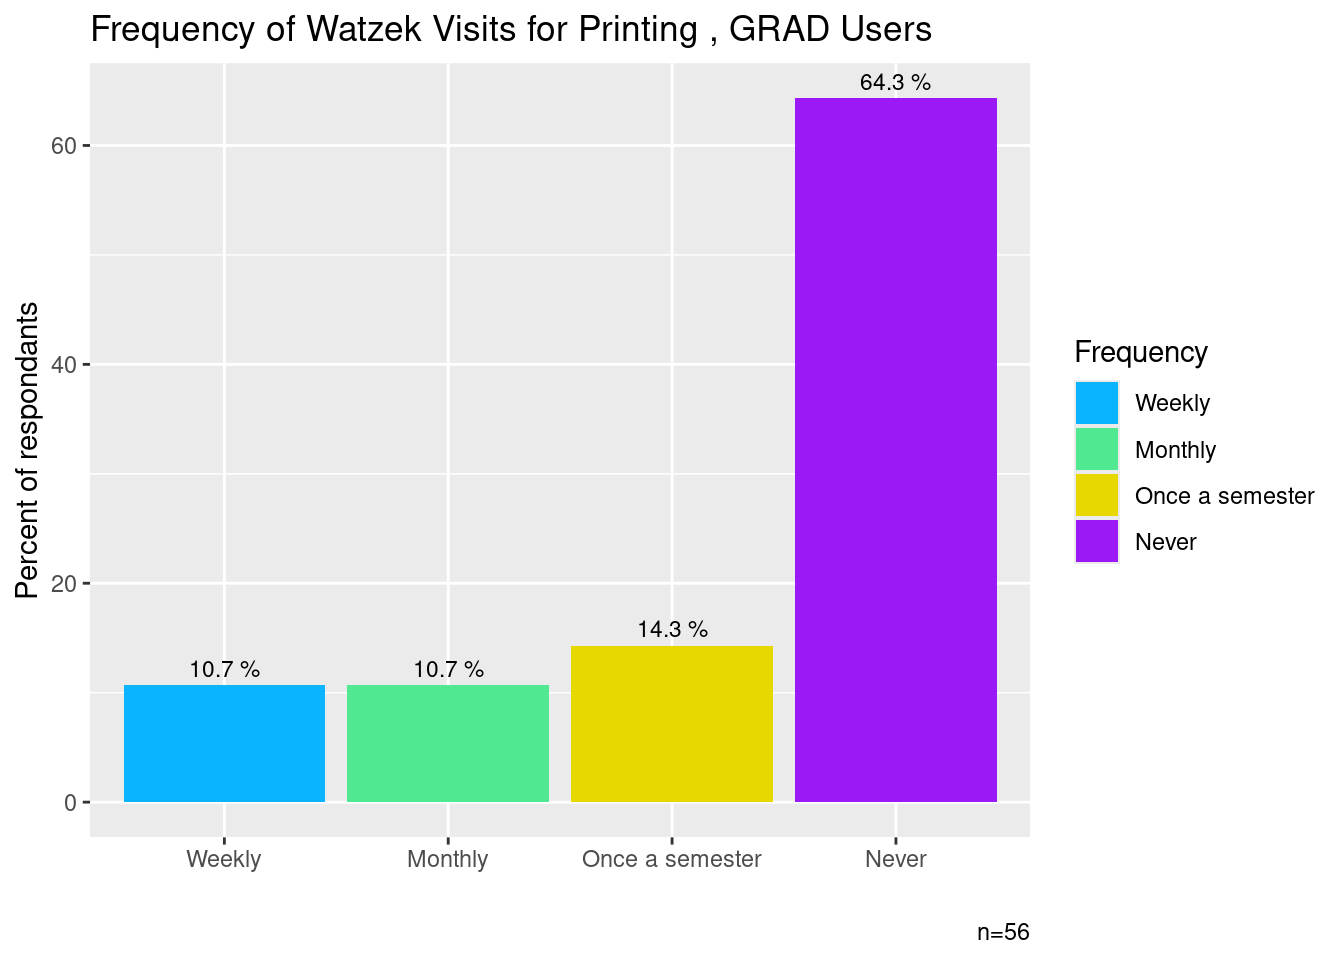 Frequency of Watzek Visits for Printing , GRAD Users
Percent of respondants
60
40
20
0
64.3 %
14.3 %
10.7 %
10.7 %
Weekly
Monthly
Once a semester
Never
Frequency
Weekly
Monthly
Once a semester
Never
n=56